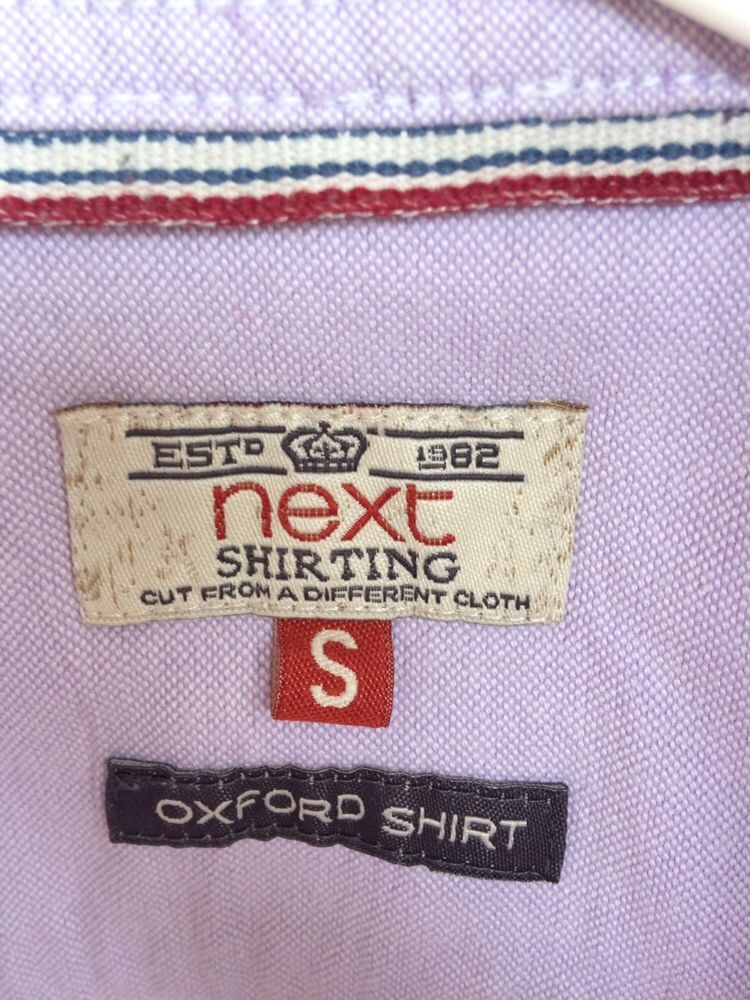 ESTD 1982
next
SHIRTING
CUT FROM A DIFFERENT CLOTH
S
OXFORD SHIRT